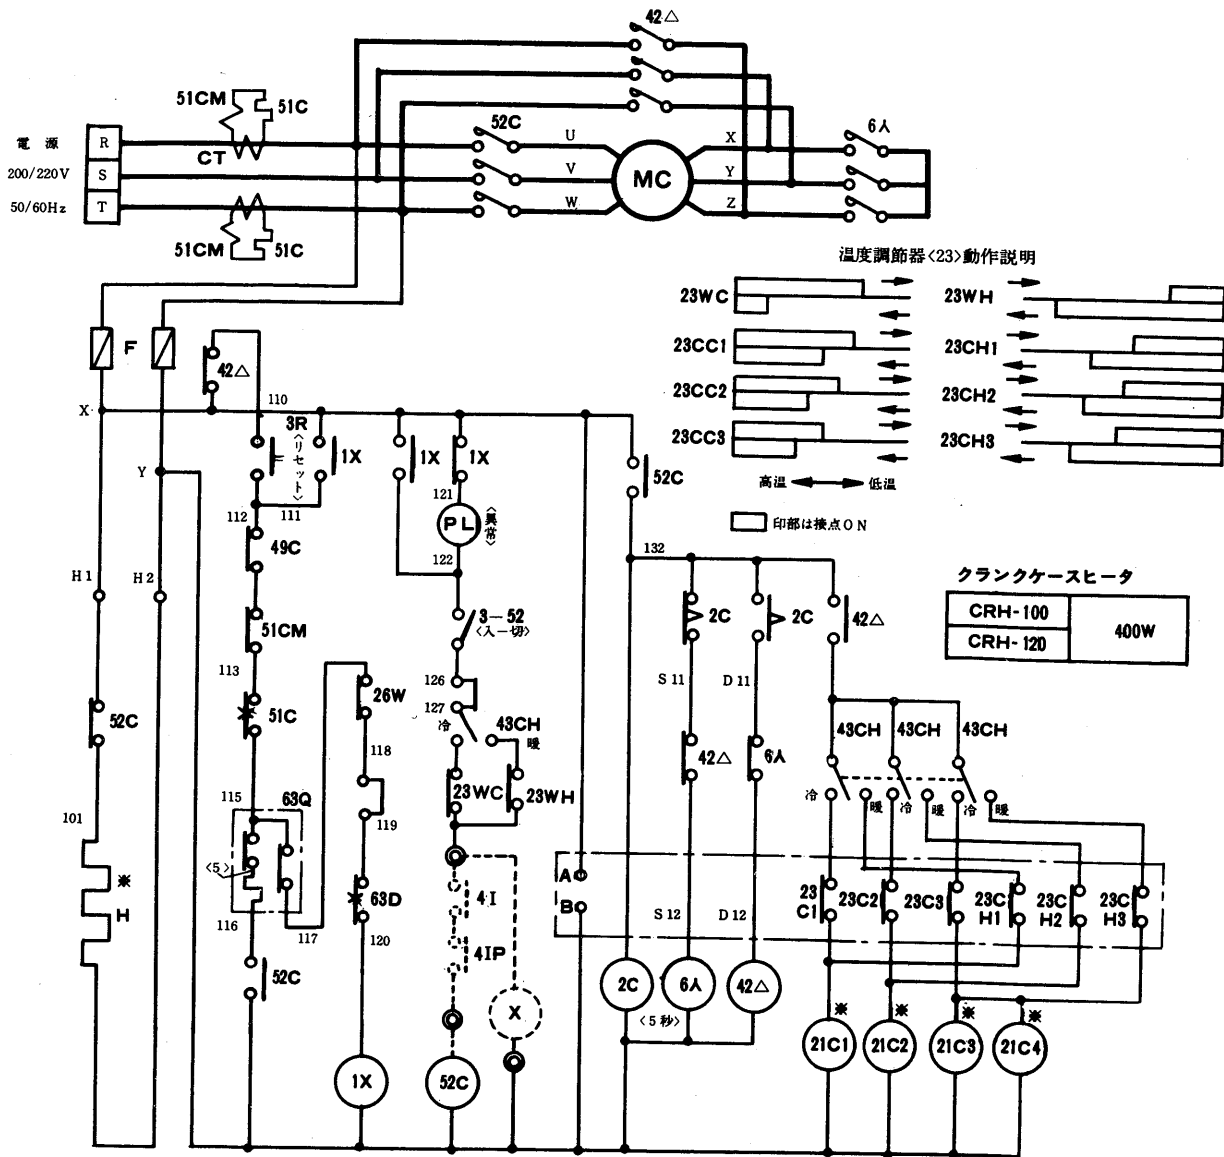 42△
51CM
51C
52C
U
X
6人
電源
R
CT
200/220V
S
V
MC
Y
50/60Hz
T
W
Z
51CM
51C
温度調節器〈23〉動作説明
23WC
23WH
23CC1
23CH1
23CC2
23CH2
23CC3
23CH3
高温
低温
印部は接点ON
F
42△
X
110
3R
〈リセット〉
1X
1X
1X
121
PL
〈異常〉
122
52C
132
Y
112
111
49C
H1
H2
51CM
113
3-52
〈入-切〉
2C
2C
42△
クランクケースヒータ
CRH-100
CRH-120
400W
52C
51C
26W
118
126
127
冷
43CH
暖
S11
D11
42△
6人
43CH
43CH
43CH
冷
暖
冷
暖
冷
暖
23WC
23WH
101
115
63Q
〈5〉
119
※
H
63D
116
117
120
52C
4I
4IP
X
A
B
S12
D12
23
C1
23C2
23C3
23C
H1
23C
H2
23C
H3
2C
6人
42△
〈5秒〉
※
※
※
※
21C1
21C2
21C3
21C4
1X
52C